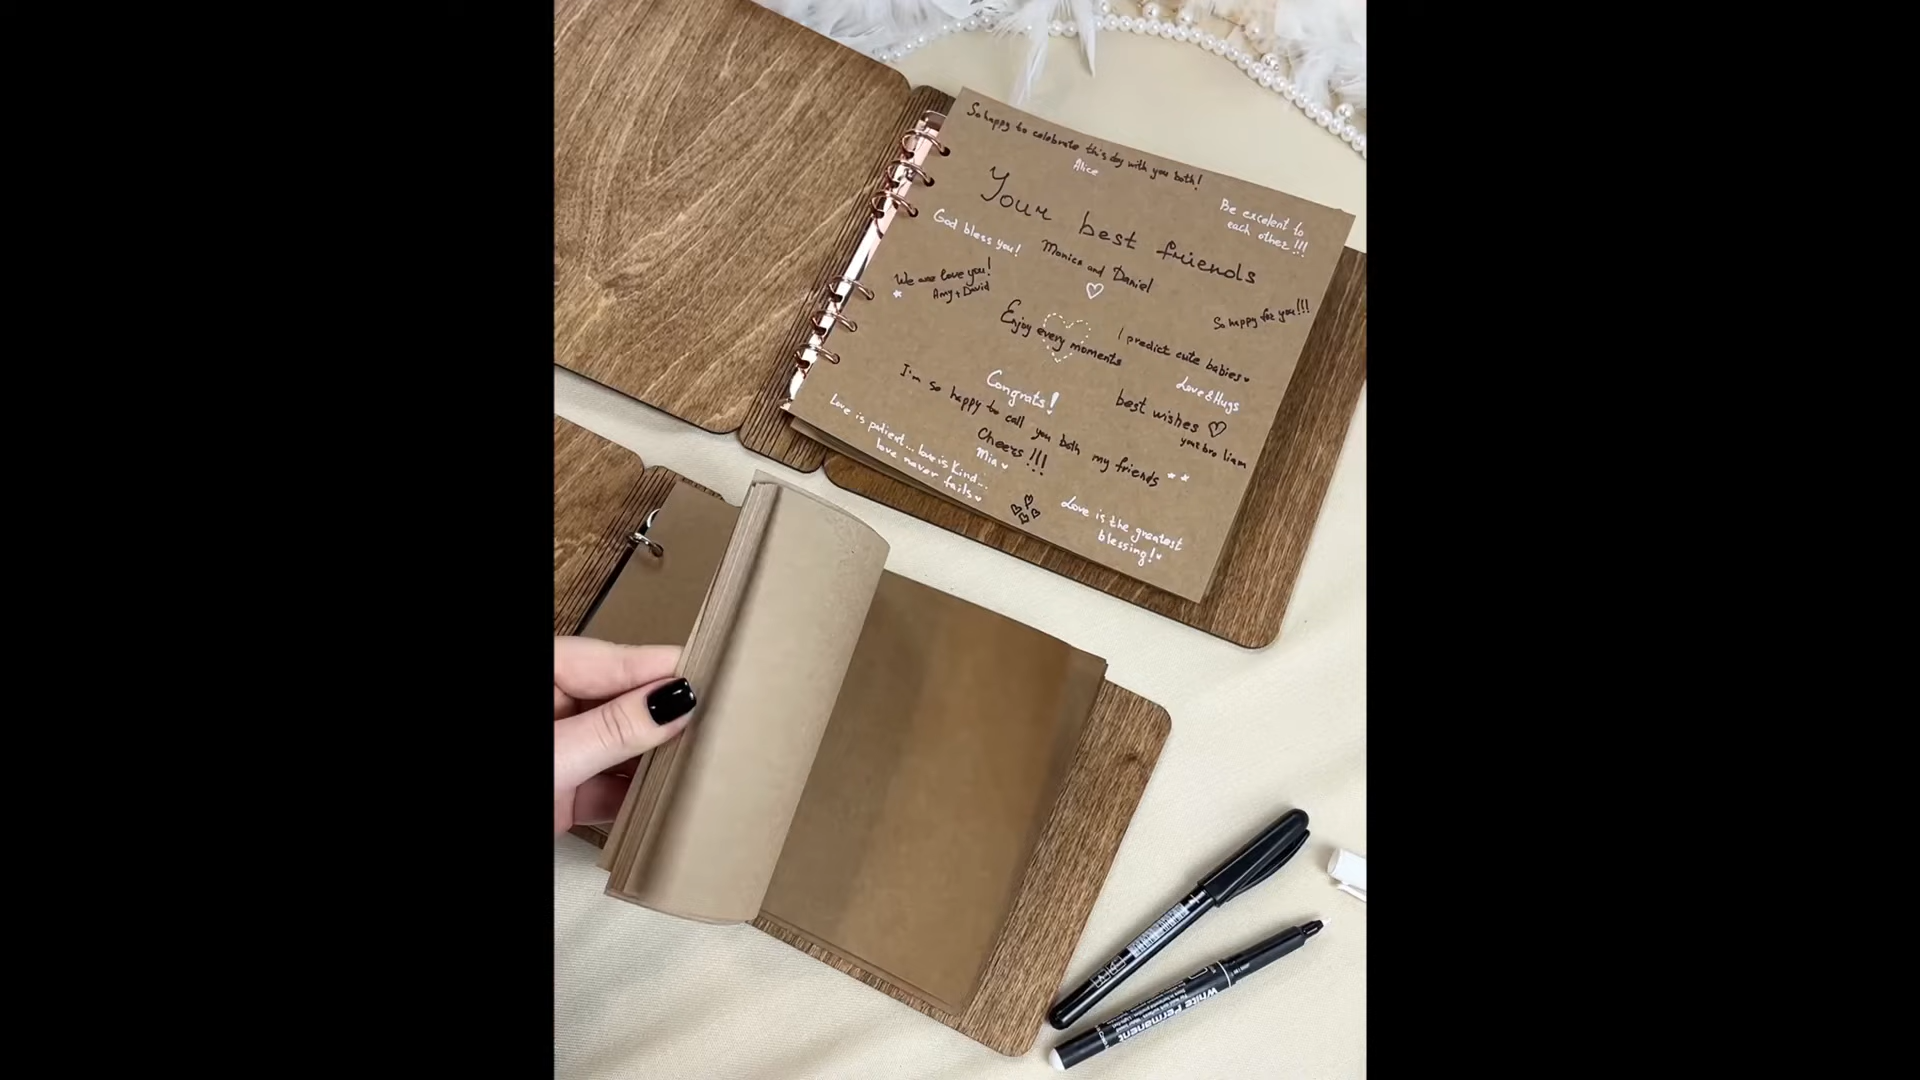 So happy to celebrate this day with you both!
Alice
Your best friends
Monica and Daniel
Be excelent to
each other!!!
God bless you!
We are love you!
Amy + David
So happy for you!!!
Enjoy every moments
I predict cute babies
Love & Hugs
Congrats!
best wishes
your bro liam
I'm so happy to call you both my friends
Cheers!!!
Mia
Love is patient... love is kind...
love never fails
Love is the greatest
blessing!
White Permanent